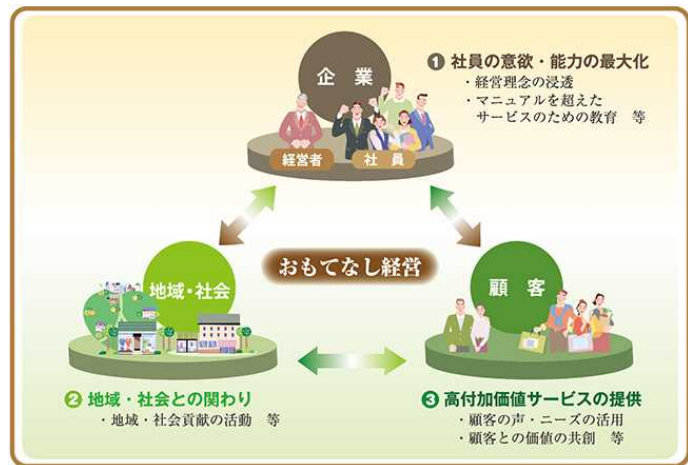 企業
① 社員の意欲・能力の最大化
・経営理念の浸透
・マニュアルを超えた
サービスのための教育 等
経営者
社員
おもてなし経営
地域・社会
顧客
② 地域・社会との関わり
・地域・社会貢献の活動 等
③ 高付加価値サービスの提供
・顧客の声・ニーズの活用
・顧客との価値の共創 等